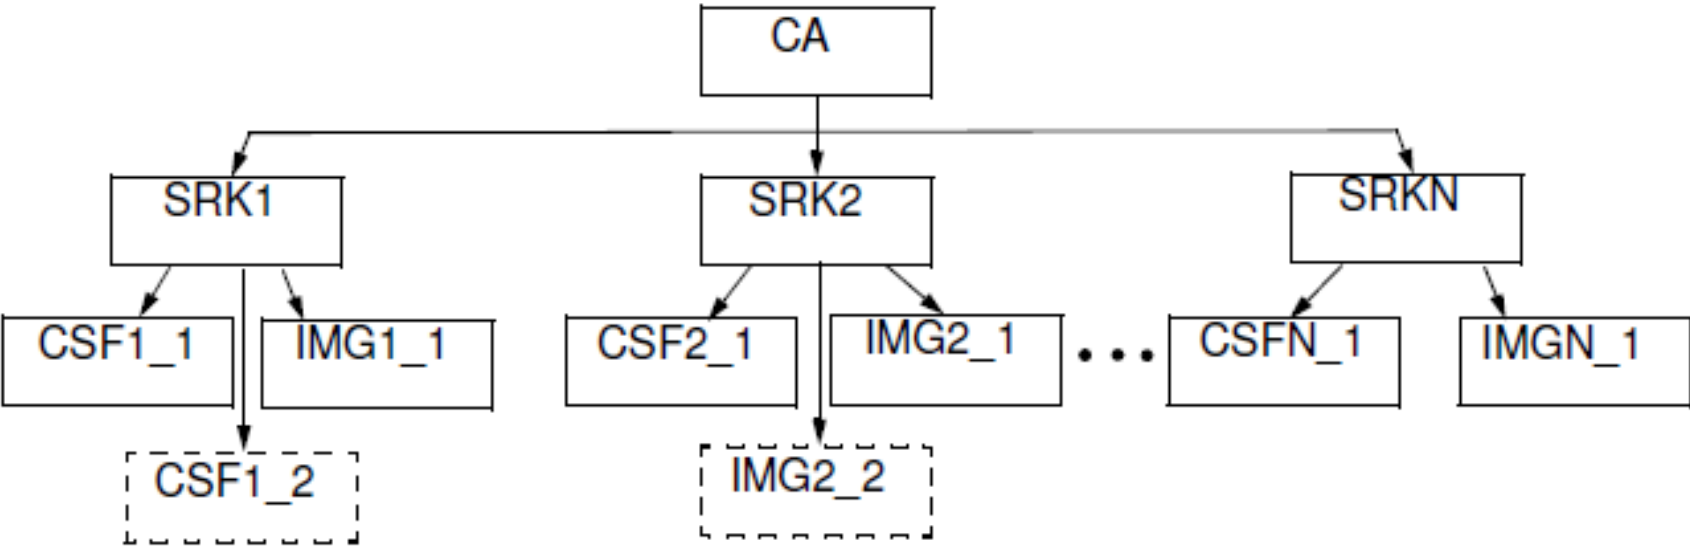 CA
SRK1
SRK2
SRKN
CSF1_1
IMG1_1
CSF2_1
IMG2_1
CSFN_1
IMGN_1
CSF1_2
IMG2_2